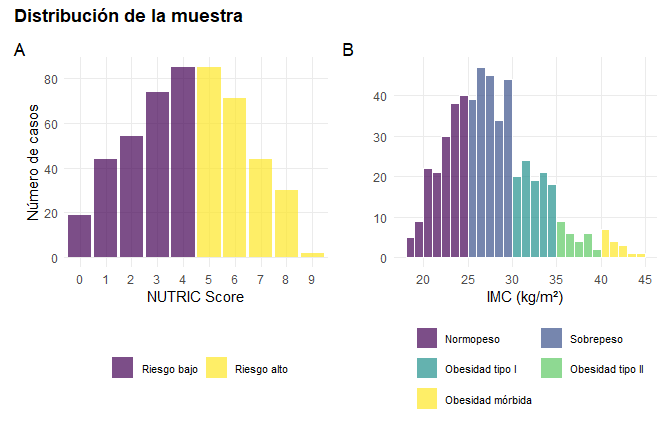 Distribución de la muestra
A
B
Número de casos
80
60
40
20
0
0 1 2 3 4 5 6 7 8 9
NUTRIC Score
40
30
20
10
0
20 25 30 35 40 45
IMC (kg/m²)
Riesgo bajo Riesgo alto
Normopeso Sobrepeso
Obesidad tipo I Obesidad tipo II
Obesidad mórbida